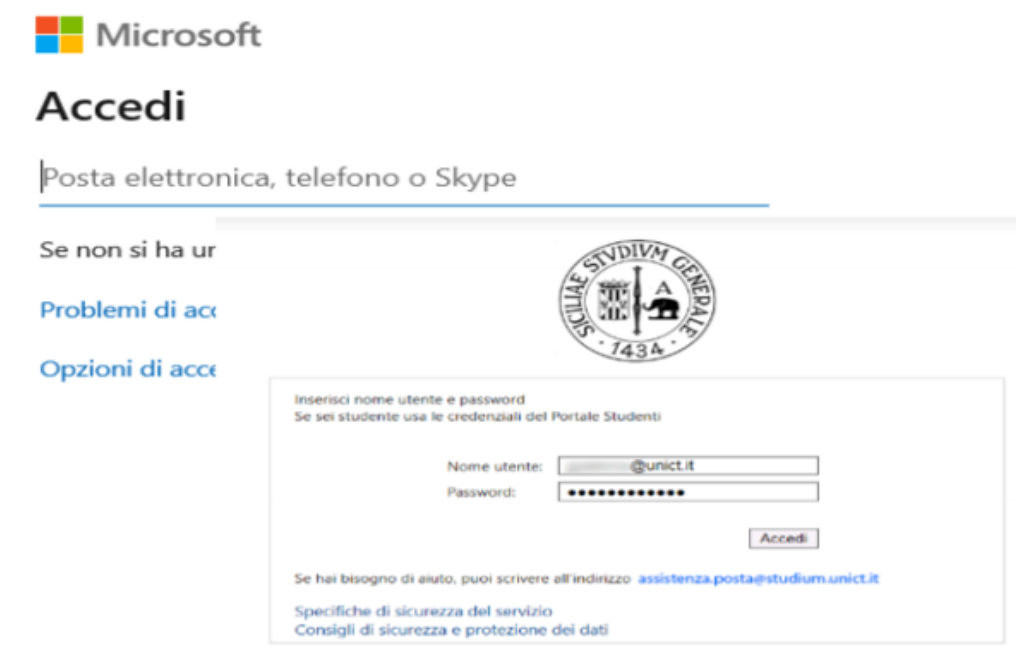 Microsoft
Accedi
Posta elettronica, telefono o Skype
Se non si ha un
Problemi di acc
Opzioni di acce
SICILIAE STVDIVM GENERALE
1434
A
Inserisci nome utente e password
Se sei studente usa le credenziali del Portale Studenti
Nome utente: @unict.it
Password: ••••••••••••
Accedi
Se hai bisogno di aiuto, puoi scrivere all'indirizzo assistenza.posta@studium.unict.it
Specifiche di sicurezza del servizio
Consigli di sicurezza e protezione dei dati